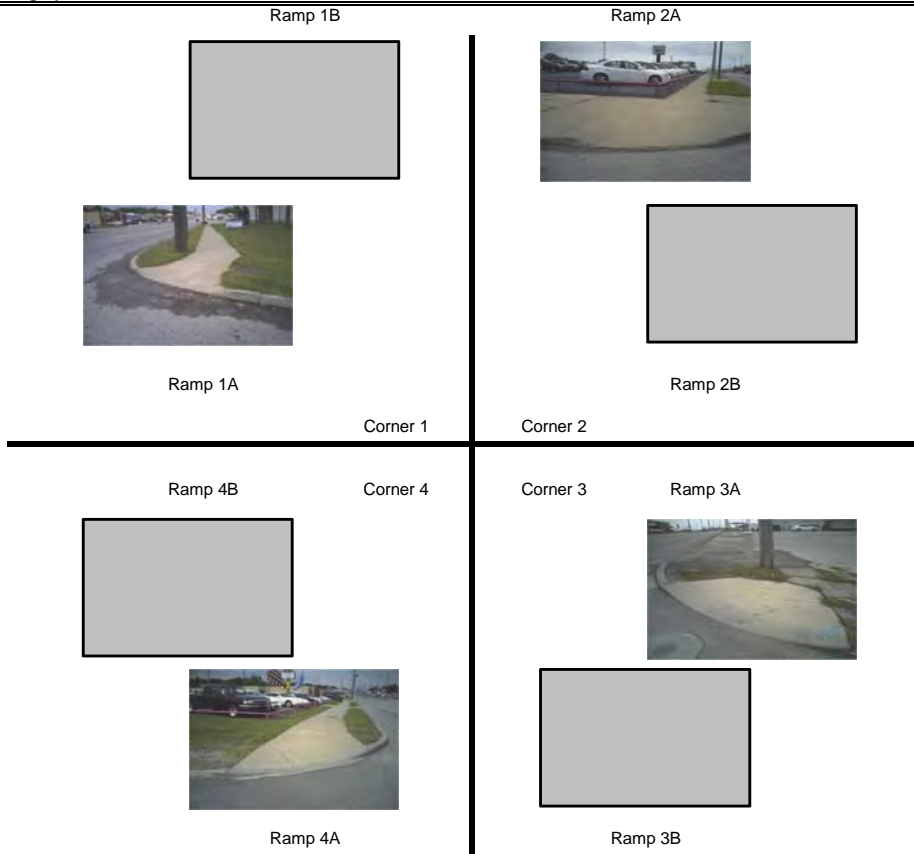 Ramp 1B
Ramp 2A
Ramp 1A
Ramp 2B
Corner 1
Corner 2
Ramp 4B
Corner 4
Corner 3
Ramp 3A
Ramp 4A
Ramp 3B